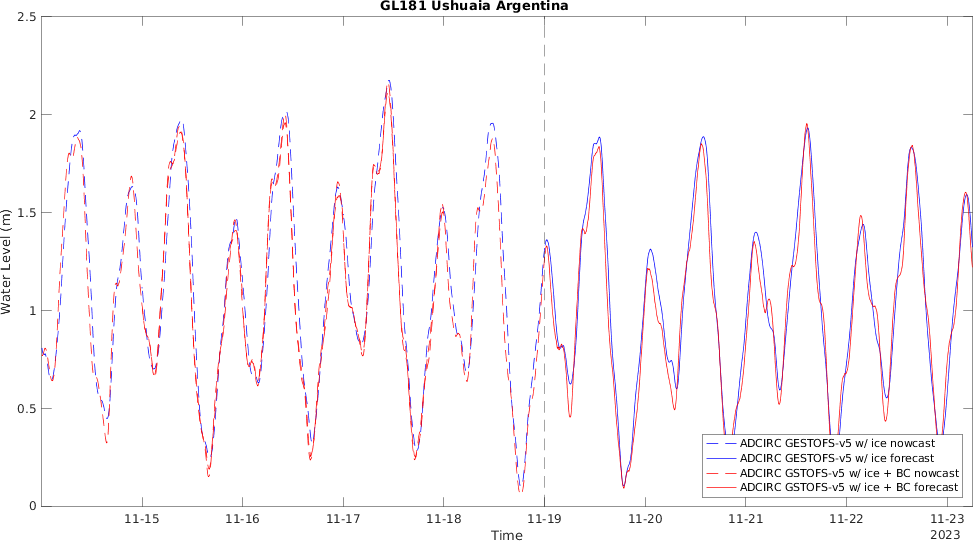 GL181 Ushuaia Argentina
2.5
2
1.5
1
0.5
0
Water Level (m)
ADCIRC GESTOFS-v5 w/ ice nowcast
ADCIRC GESTOFS-v5 w/ ice forecast
ADCIRC GSTOFS-v5 w/ ice + BC nowcast
ADCIRC GSTOFS-v5 w/ ice + BC forecast
11-15 11-16 11-17 11-18 11-19 11-20 11-21 11-22 11-23
2023
Time